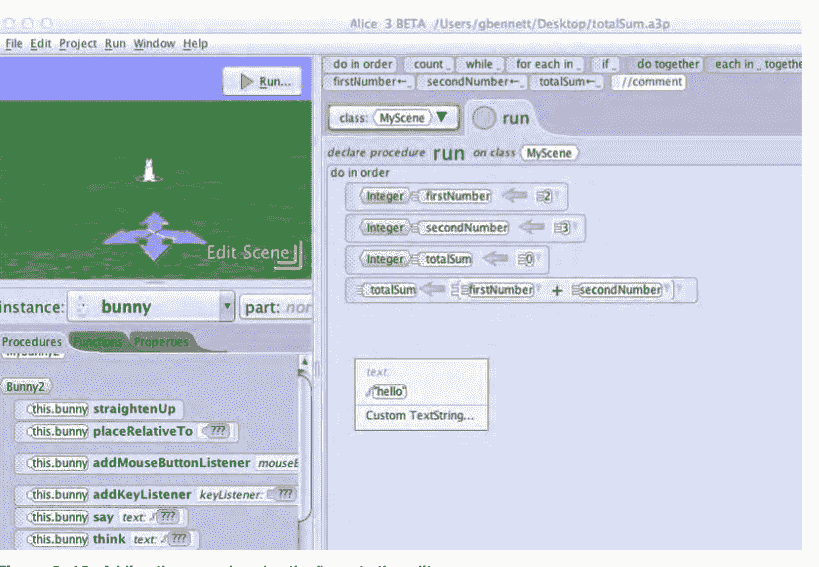 Alice 3 BETA /Users/gbennett/Desktop/totalSum.a3p
File Edit Project Run Window Help
Run...
do in order count _ while _ for each in _ if _ do together each in _ togethe
firstNumber←_ secondNumber←_ totalSum←_ //comment
class: MyScene run
declare procedure run on class MyScene
do in order
Integer firstNumber 2
Integer secondNumber 3
Integer totalSum 0
totalSum firstNumber + secondNumber
Edit Scene
instance: bunny part: nor
Procedures Functions Properties
Bunny2
this.bunny straightenUp
this.bunny placeRelativeTo ???
this.bunny addMouseButtonListener mouseB
this.bunny addKeyListener keyListener: ???
this.bunny say text: ???
this.bunny think text: ???
text:
"hello"
Custom TextString...